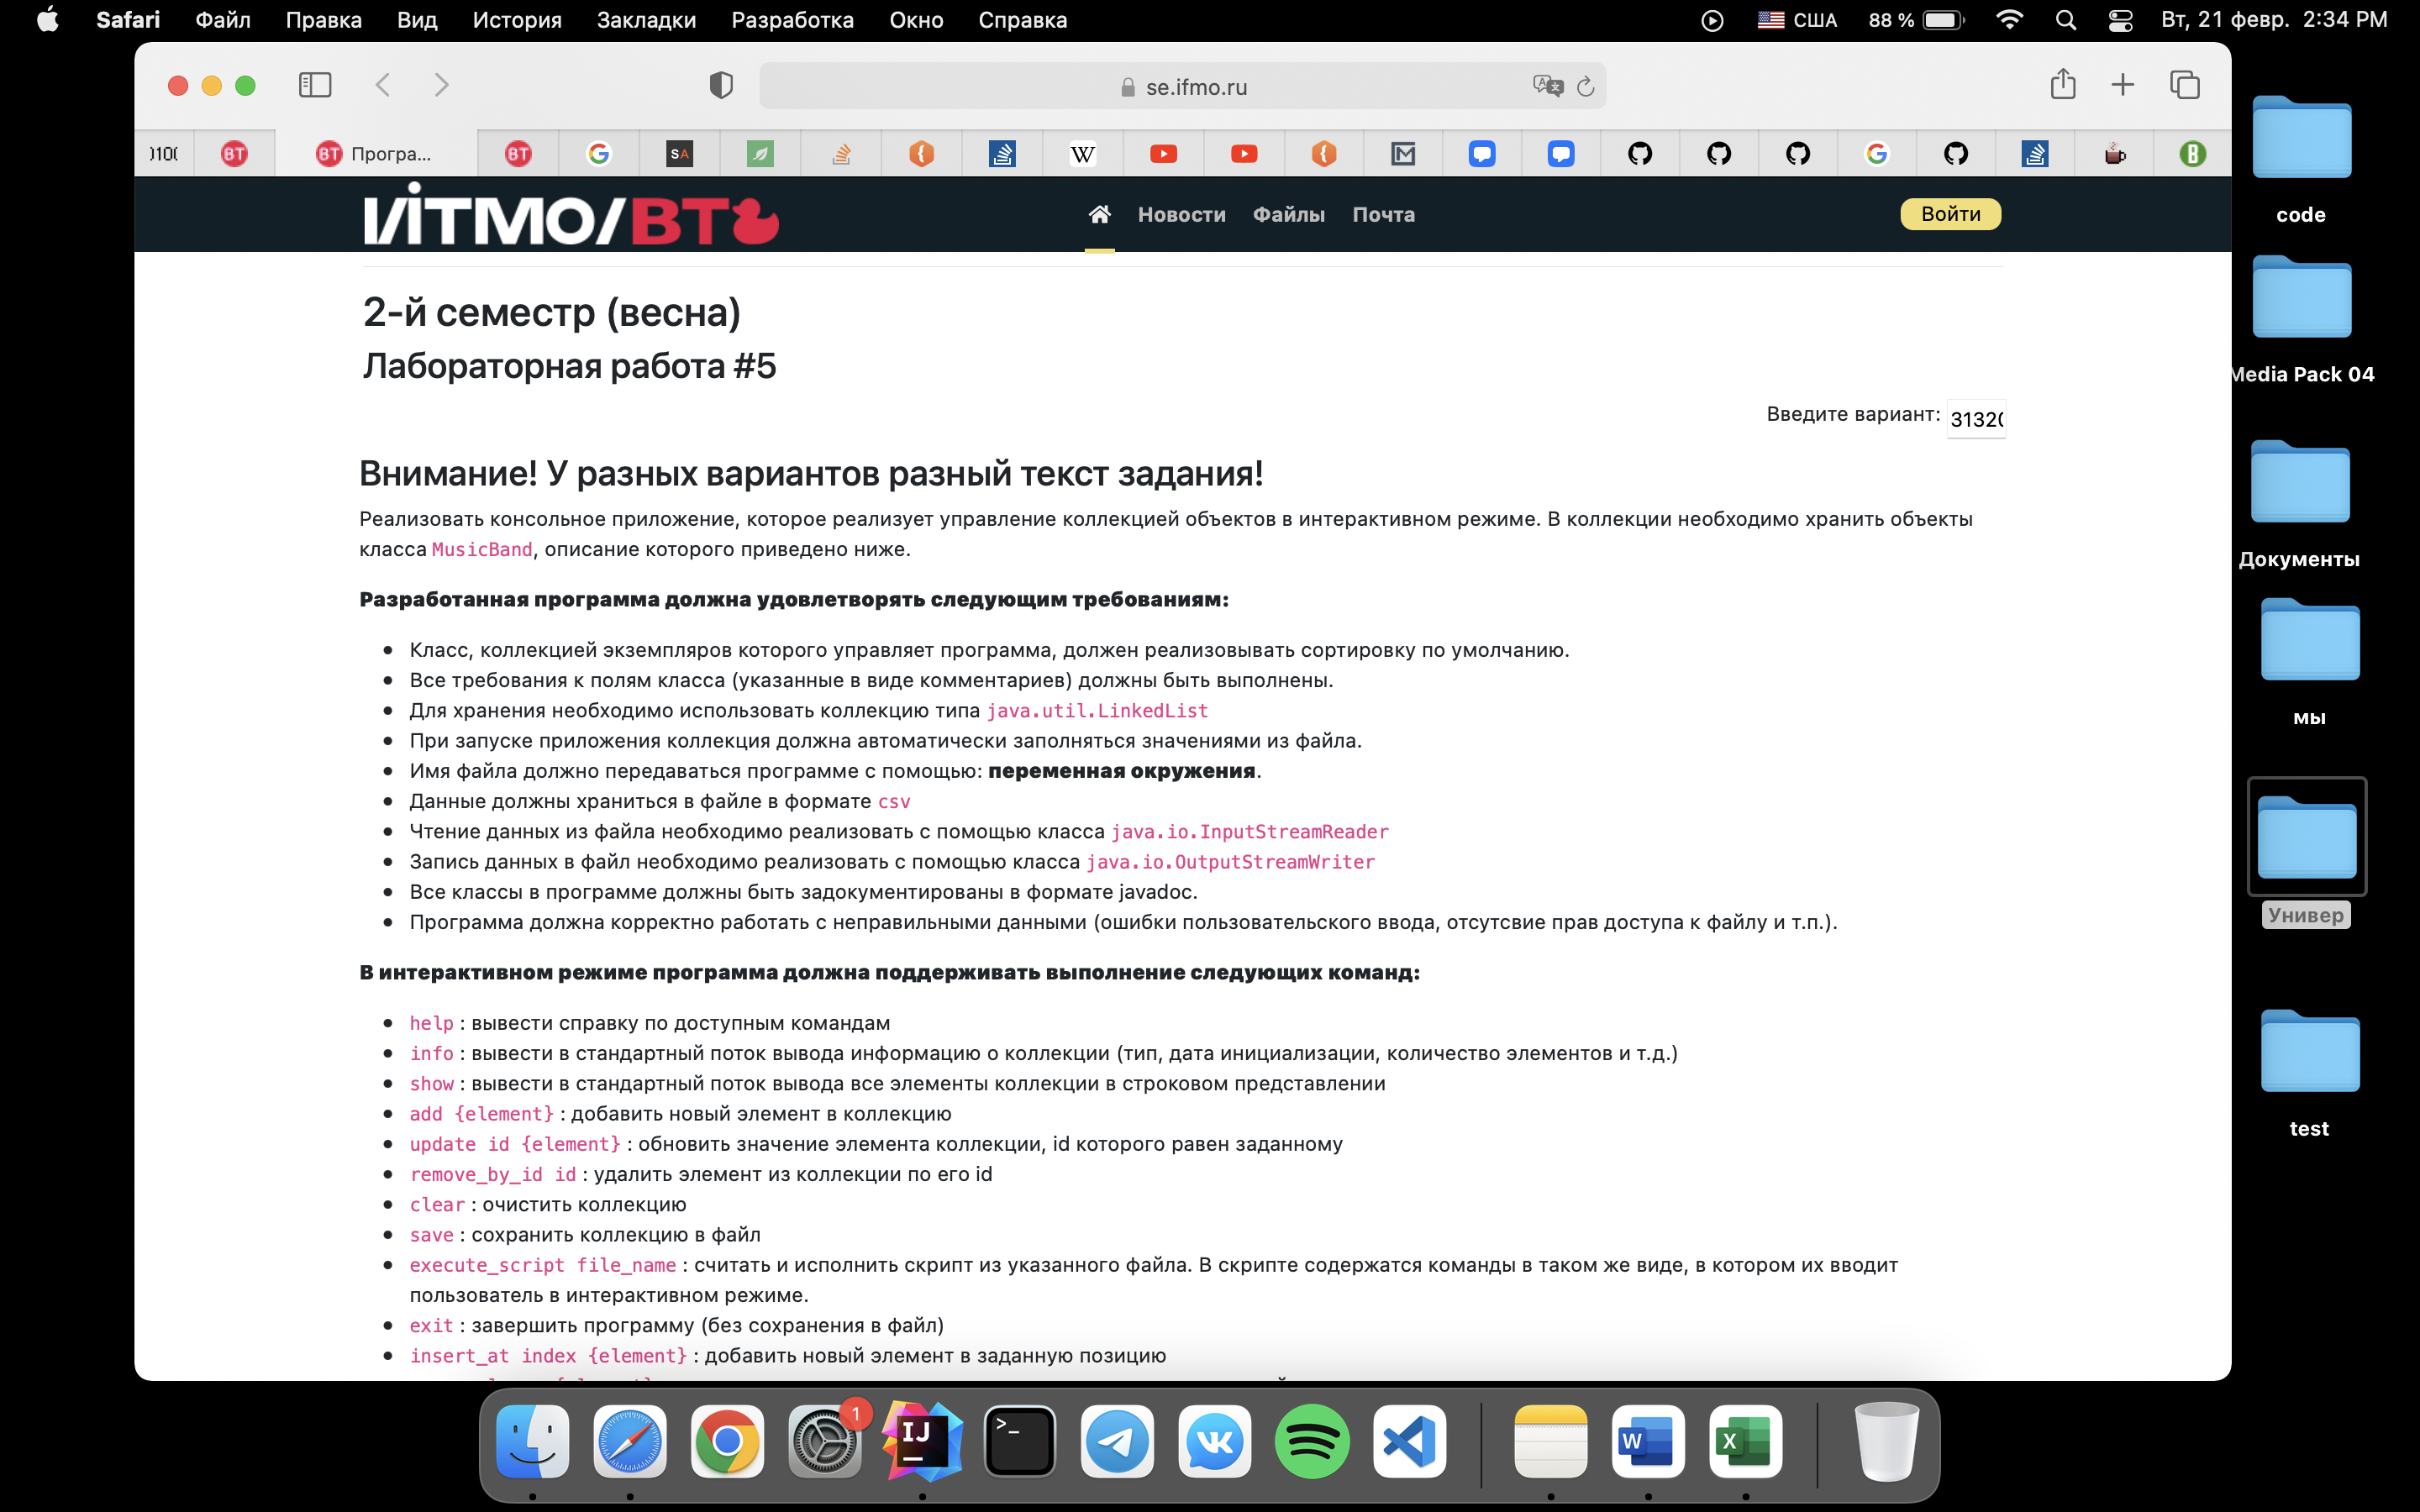 Safari Файл Правка Вид История Закладки Разработка Окно Справка США 88 % Вт, 21 февр. 2:34 PM
se.ifmo.ru
Програ...
ИТМО/ВТ Новости Файлы Почта Войти
2-й семестр (весна)
Лабораторная работа #5
Введите вариант: 3132
Внимание! У разных вариантов разный текст задания!
Реализовать консольное приложение, которое реализует управление коллекцией объектов в интерактивном режиме. В коллекции необходимо хранить объекты
класса MusicBand, описание которого приведено ниже.
Разработанная программа должна удовлетворять следующим требованиям:
Класс, коллекцией экземпляров которого управляет программа, должен реализовывать сортировку по умолчанию.
Все требования к полям класса (указанные в виде комментариев) должны быть выполнены.
Для хранения необходимо использовать коллекцию типа java.util.LinkedList
При запуске приложения коллекция должна автоматически заполняться значениями из файла.
Имя файла должно передаваться программе с помощью: переменная окружения.
Данные должны храниться в файле в формате csv
Чтение данных из файла необходимо реализовать с помощью класса java.io.InputStreamReader
Запись данных в файл необходимо реализовать с помощью класса java.io.OutputStreamWriter
Все классы в программе должны быть задокументированы в формате javadoc.
Программа должна корректно работать с неправильными данными (ошибки пользовательского ввода, отсутсвие прав доступа к файлу и т.п.).
В интерактивном режиме программа должна поддерживать выполнение следующих команд:
help : вывести справку по доступным командам
info : вывести в стандартный поток вывода информацию о коллекции (тип, дата инициализации, количество элементов и т.д.)
show : вывести в стандартный поток вывода все элементы коллекции в строковом представлении
add {element} : добавить новый элемент в коллекцию
update id {element} : обновить значение элемента коллекции, id которого равен заданному
remove_by_id id : удалить элемент из коллекции по его id
clear : очистить коллекцию
save : сохранить коллекцию в файл
execute_script file_name : считать и исполнить скрипт из указанного файла. В скрипте содержатся команды в таком же виде, в котором их вводит
пользователь в интерактивном режиме.
exit : завершить программу (без сохранения в файл)
insert_at index {element} : добавить новый элемент в заданную позицию
code
Media Pack 04
Документы
мы
Универ
test